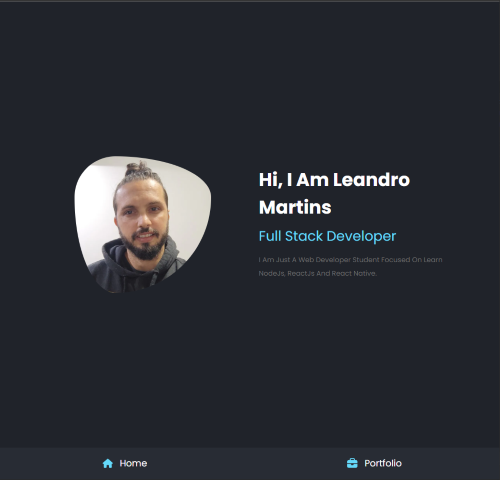 Hi, I Am Leandro
Martins
Full Stack Developer
I Am Just A Web Developer Student Focused On Learn
NodeJs, ReactJs And React Native.
Home
Portfolio